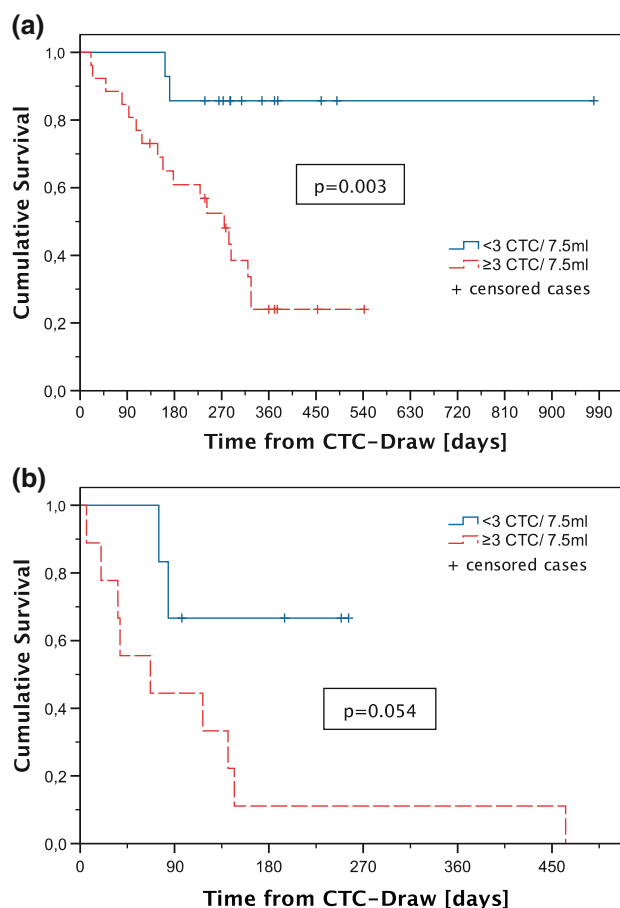 (a)
1,0
0,8
0,6
0,4
0,2
0,0
Cumulative Survival
p=0.003
<3 CTC/ 7.5ml
≥3 CTC/ 7.5ml
+ censored cases
0 90 180 270 360 450 540 630 720 810 900 990
Time from CTC-Draw [days]
(b)
1,0
0,8
0,6
0,4
0,2
0,0
Cumulative Survival
<3 CTC/ 7.5ml
≥3 CTC/ 7.5ml
+ censored cases
p=0.054
0 90 180 270 360 450
Time from CTC-Draw [days]